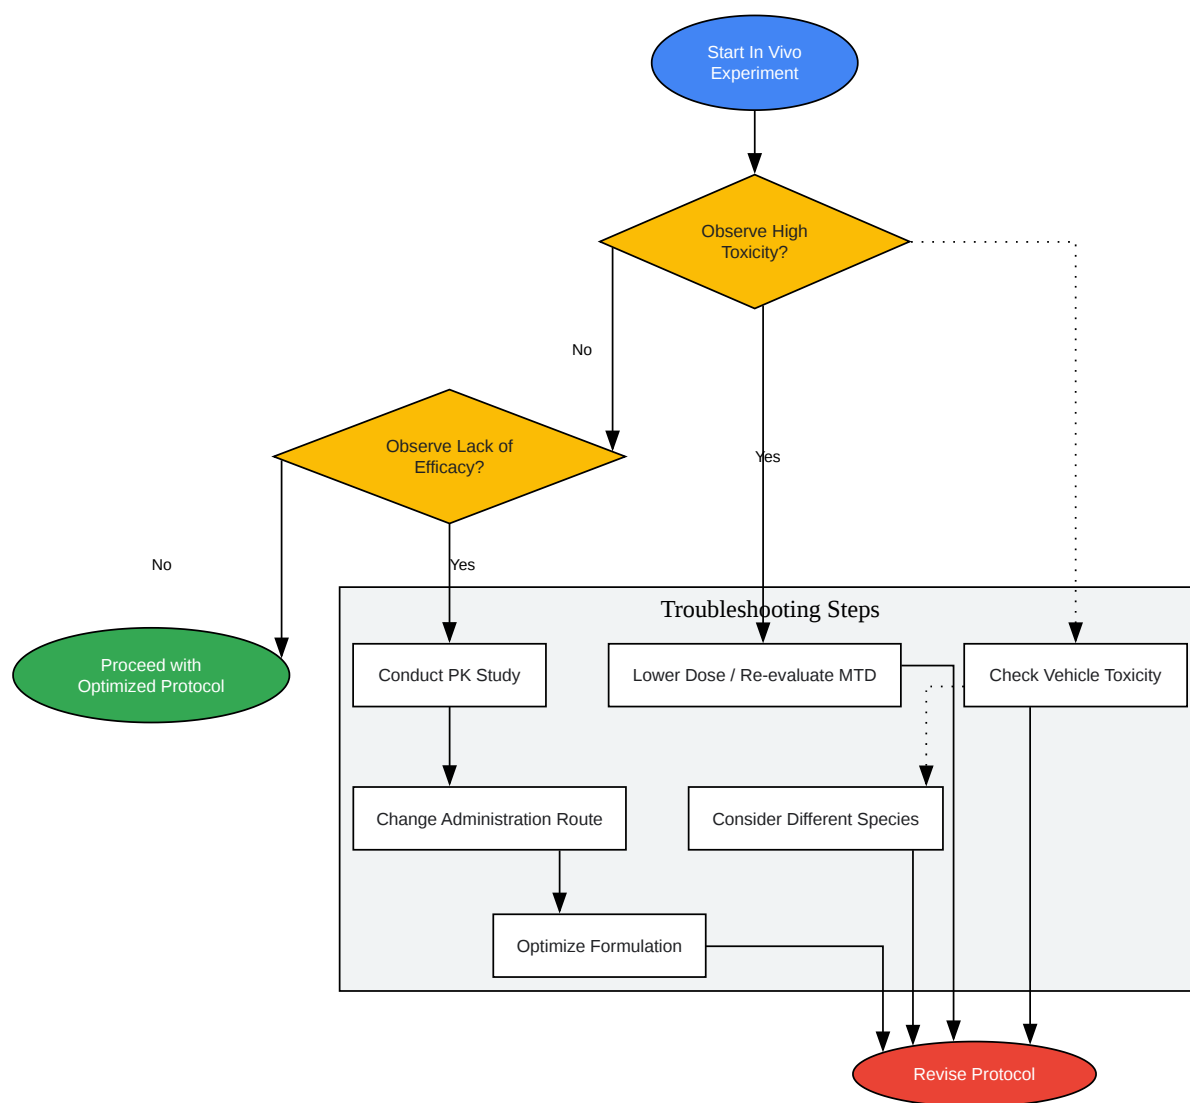 Start In Vivo
Experiment
Observe High
Toxicity?
No
Observe Lack of
Efficacy?
Yes
No
Yes
Troubleshooting Steps
Proceed with
Optimized Protocol
Conduct PK Study
Lower Dose / Re-evaluate MTD
Check Vehicle Toxicity
Change Administration Route
Consider Different Species
Optimize Formulation
Revise Protocol